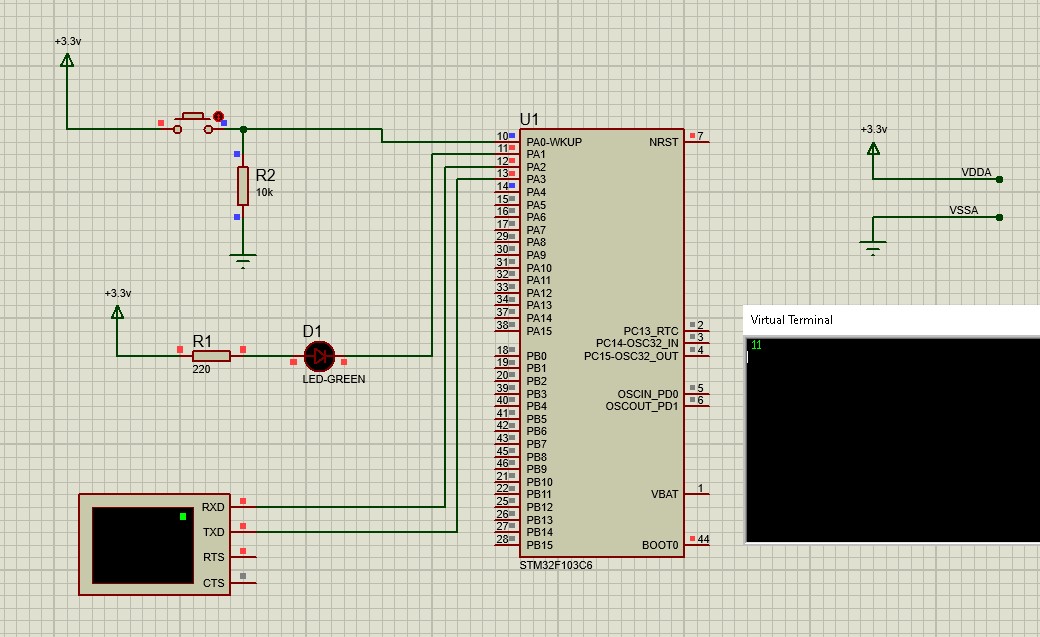 +3.3v
R2
10k
+3.3v
R1
220
D1
LED-GREEN
RXD
TXD
RTS
CTS
U1
10 PA0-WKUP
11 PA1
12 PA2
13 PA3
14 PA4
15 PA5
16 PA6
17 PA7
29 PA8
30 PA9
31 PA10
32 PA11
33 PA12
34 PA13
37 PA14
38 PA15
18 PB0
19 PB1
20 PB2
39 PB3
40 PB4
41 PB5
42 PB6
43 PB7
45 PB8
46 PB9
21 PB10
22 PB11
25 PB12
26 PB13
27 PB14
28 PB15
NRST 7
PC13_RTC 2
PC14-OSC32_IN 3
PC15-OSC32_OUT 4
OSCIN_PD0 5
OSCOUT_PD1 6
VBAT 1
BOOT0 44
STM32F103C6
+3.3v
VDDA
VSSA
Virtual Terminal
11